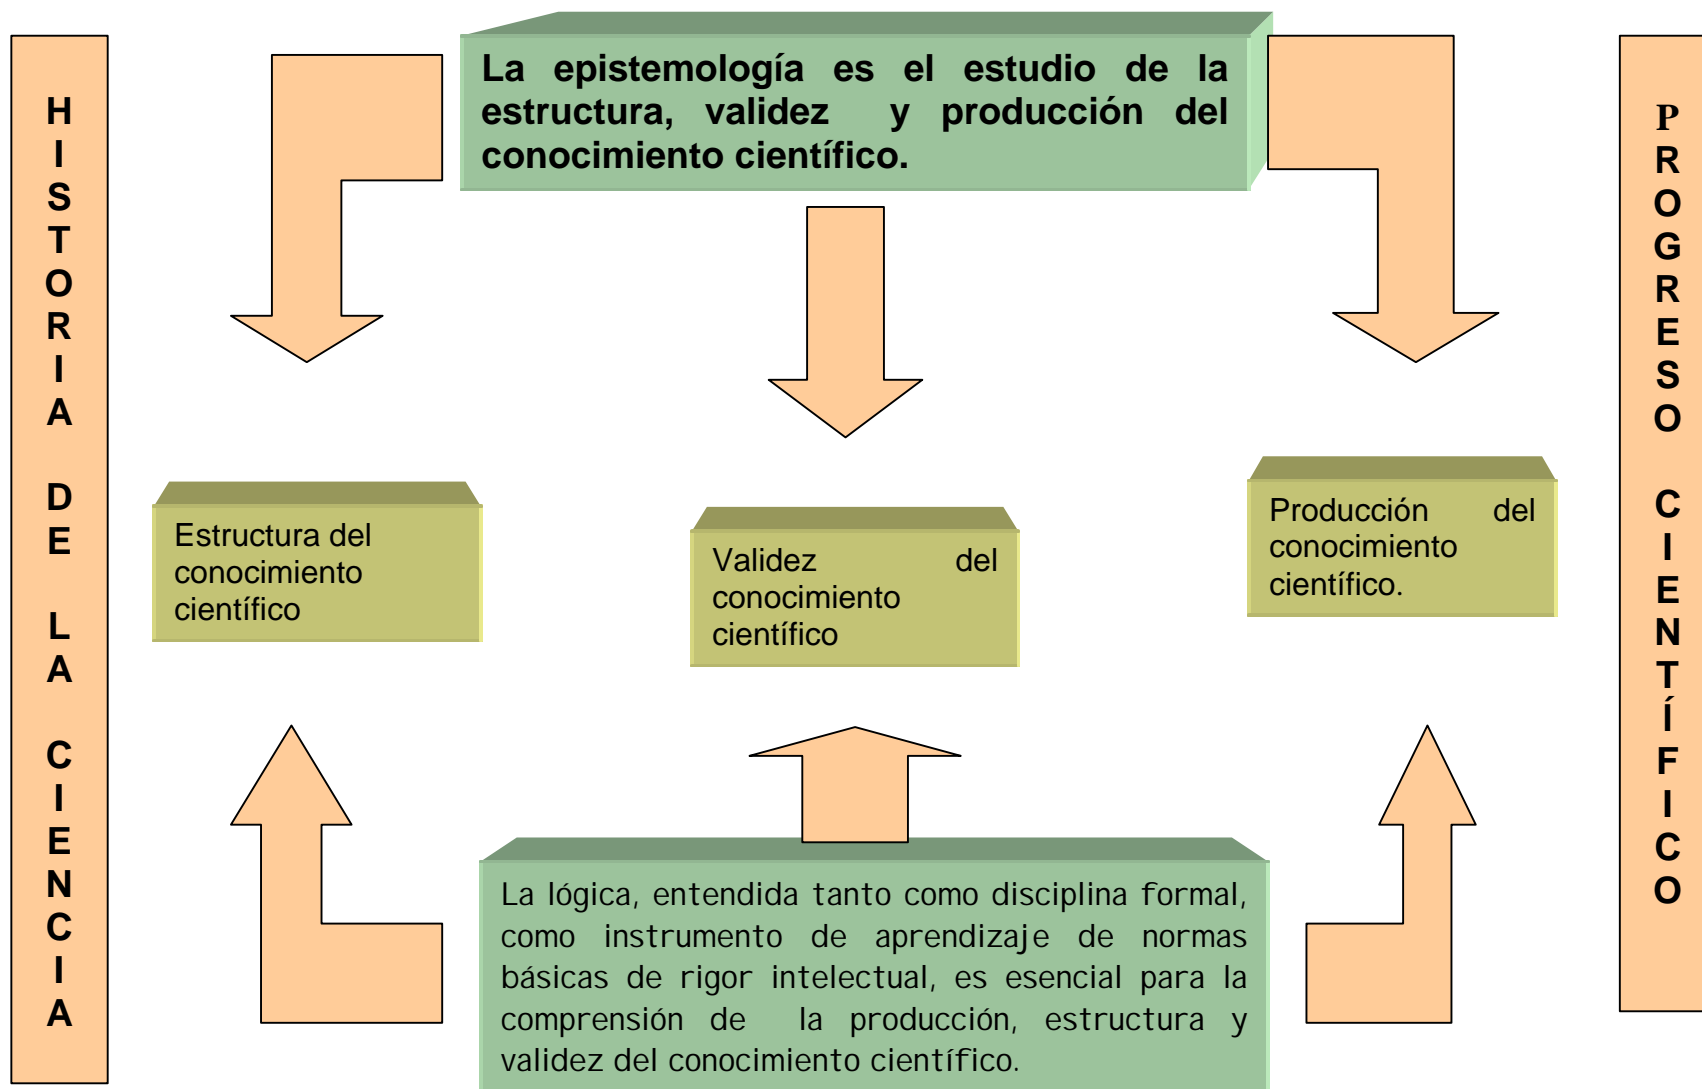 HISTORIA DE LA CIENCIA
La epistemología es el estudio de la
estructura, validez y producción del
conocimiento científico.
PROGRESO CIENTÍFICO
Estructura del
conocimiento
científico
Validez del
conocimiento
científico
Producción del
conocimiento
científico.
La lógica, entendida tanto como disciplina formal,
como instrumento de aprendizaje de normas
básicas de rigor intelectual, es esencial para la
comprensión de la producción, estructura y
validez del conocimiento científico.